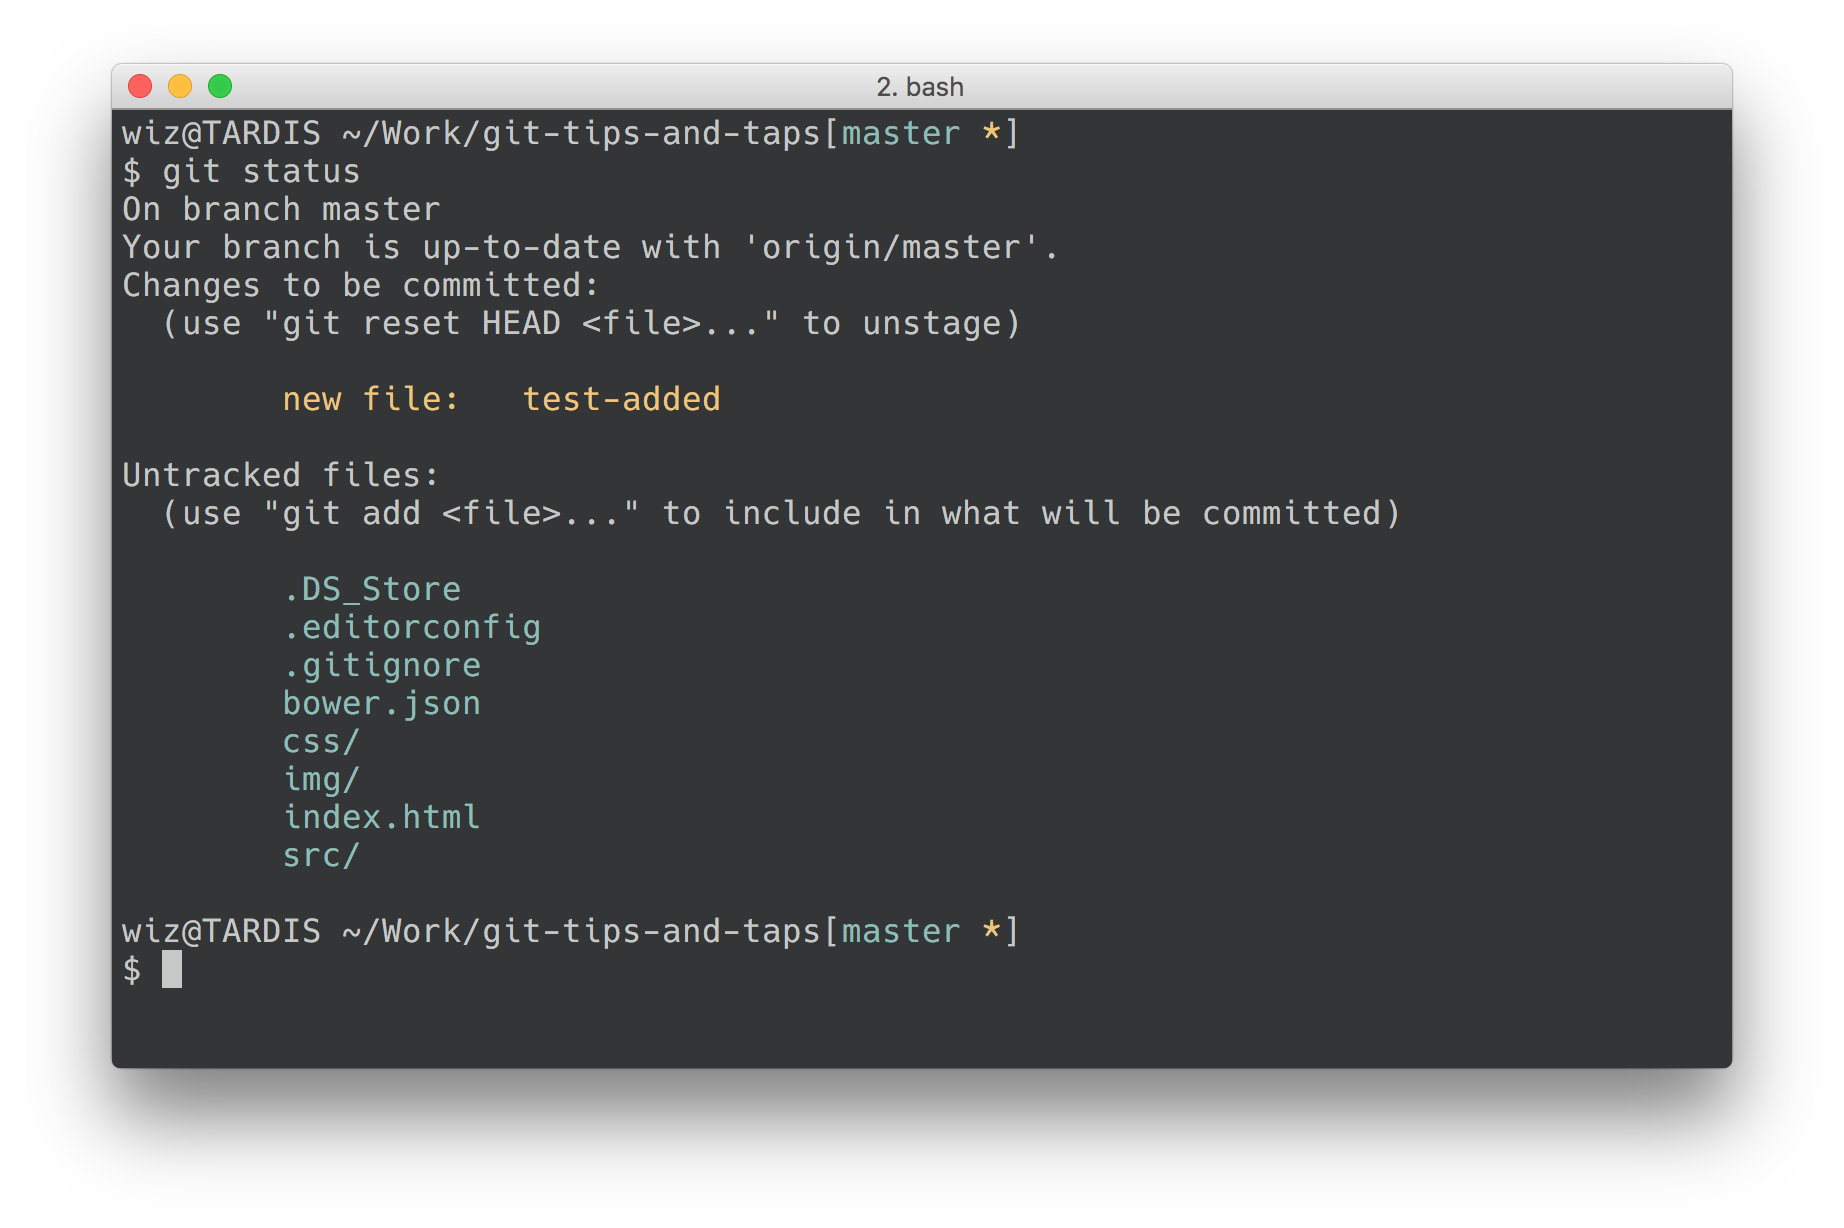 2. bash
wiz@TARDIS ~/Work/git-tips-and-taps[master *]
$ git status
On branch master
Your branch is up-to-date with 'origin/master'.
Changes to be committed:
  (use "git reset HEAD <file>..." to unstage)
        new file:   test-added
Untracked files:
  (use "git add <file>..." to include in what will be committed)
        .DS_Store
        .editorconfig
        .gitignore
        bower.json
        css/
        img/
        index.html
        src/
wiz@TARDIS ~/Work/git-tips-and-taps[master *]
$